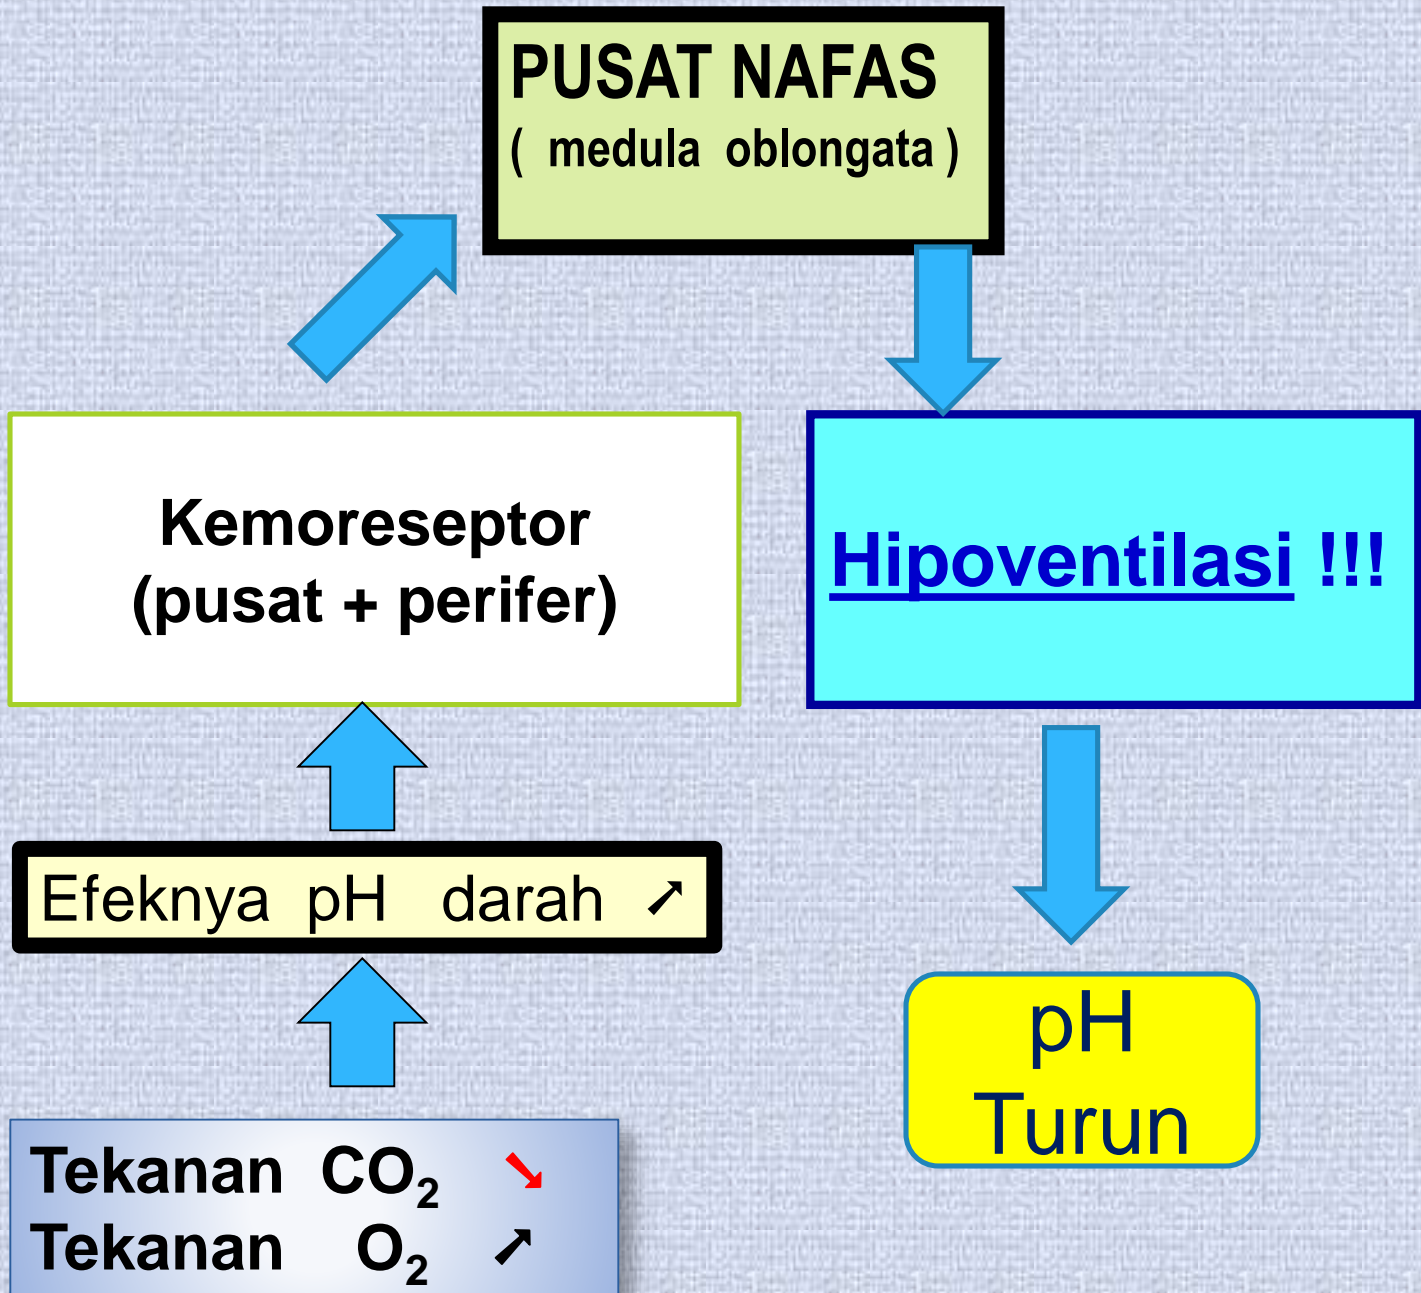 PUSAT NAFAS
( medula oblongata )
Kemoreseptor
(pusat + perifer)
Hipoventilasi !!!
Efeknya pH darah ➚
pH
Turun
Tekanan CO₂ ➘
Tekanan O₂ ➚